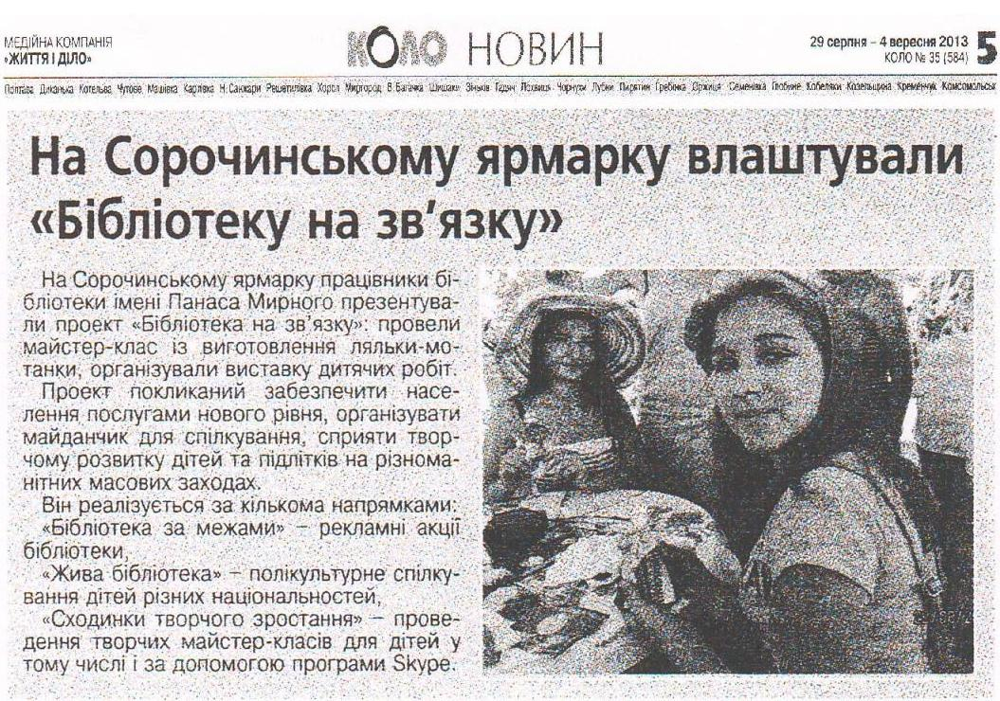 МЕДІЙНА КОМПАНІЯ
«ЖИТТЯ І ДІЛО»
КОЛО НОВИН
29 серпня – 4 вересня 2013
КОЛО № 35 (584)
5
Полтава Диканька Котельва Чутове Машівка Карлівка Н.Санжари Решетилівка Хорол Миргород В.Багачка Шишаки Зіньків Гадяч Лохвиця Чорнухи Лубни Пирятин Гребінка Оржиця Семенівка Глобине Кобеляки Козельщина Кременчук Комсомольськ
На Сорочинському ярмарку влаштували
«Бібліотеку на зв’язку»
На Сорочинському ярмарку працівники бі-
бліотеки імені Панаса Мирного презентува-
ли проект «Бібліотека на зв’язку»: провели
майстер-клас із виготовлення ляльки-мо-
танки, організували виставку дитячих робіт.
Проект покликаний забезпечити насе-
лення послугами нового рівня, організувати
майданчик для спілкування, сприяти твор-
чому розвитку дітей та підлітків на різнома-
нітних масових заходах.
Він реалізується за кількома напрямками:
«Бібліотека за межами» – рекламні акції
бібліотеки,
«Жива бібліотека» – полікультурне спілку-
вання дітей різних національностей,
«Сходинки творчого зростання» – прове-
дення творчих майстер-класів для дітей у
тому числі і за допомогою програми Skype.